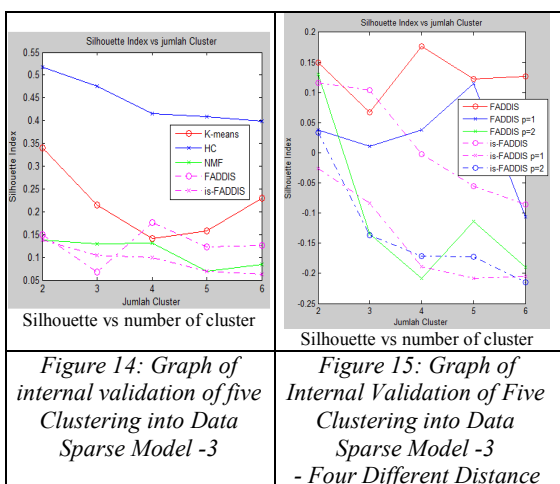 Silhouette Index vs jumlah Cluster
0.55
0.5
0.45
0.4
0.35
0.3
0.25
0.2
0.15
0.1
0.05
Silhouette Index
K-means
HC
NMF
FADDIS
is-FADDIS
2
3
4
5
6
Jumlah Cluster
Silhouette vs number of cluster
Silhouette Index vs jumlah Cluster
0.2
0.15
0.1
0.05
0
-0.05
-0.1
-0.15
-0.2
-0.25
Silhouette Index
FADDIS
FADDIS p=1
FADDIS p=2
is-FADDIS
is-FADDIS p=1
is-FADDIS p=2
2
3
4
5
6
Jumlah Cluster
Silhouette vs number of cluster
Figure 14: Graph of
internal validation of five
Clustering into Data
Sparse Model -3
Figure 15: Graph of
Internal Validation of Five
Clustering into Data
Sparse Model -3
- Four Different Distance